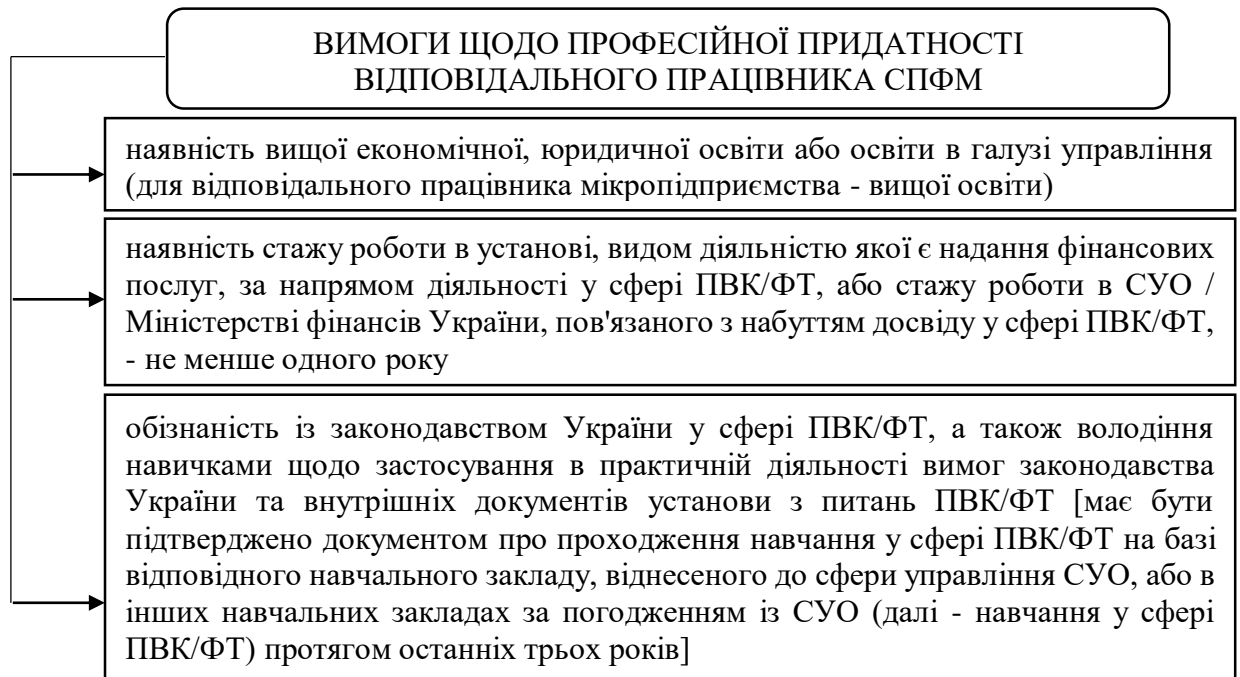 ВИМОГИ ЩОДО ПРОФЕСІЙНОЇ ПРИДАТНОСТІ
ВІДПОВІДАЛЬНОГО ПРАЦІВНИКА СПФМ
наявність вищої економічної, юридичної освіти або освіти в галузі управління
(для відповідального працівника мікропідприємства - вищої освіти)
наявність стажу роботи в установі, видом діяльністю якої є надання фінансових
послуг, за напрямом діяльності у сфері ПВК/ФТ, або стажу роботи в СУО /
Міністерстві фінансів України, пов'язаного з набуттям досвіду у сфері ПВК/ФТ,
- не менше одного року
обізнаність із законодавством України у сфері ПВК/ФТ, а також володіння
навичками щодо застосування в практичній діяльності вимог законодавства
України та внутрішніх документів установи з питань ПВК/ФТ [має бути
підтверджено документом про проходження навчання у сфері ПВК/ФТ на базі
відповідного навчального закладу, віднесеного до сфери управління СУО, або в
інших навчальних закладах за погодженням із СУО (далі - навчання у сфері
ПВК/ФТ) протягом останніх трьох років]